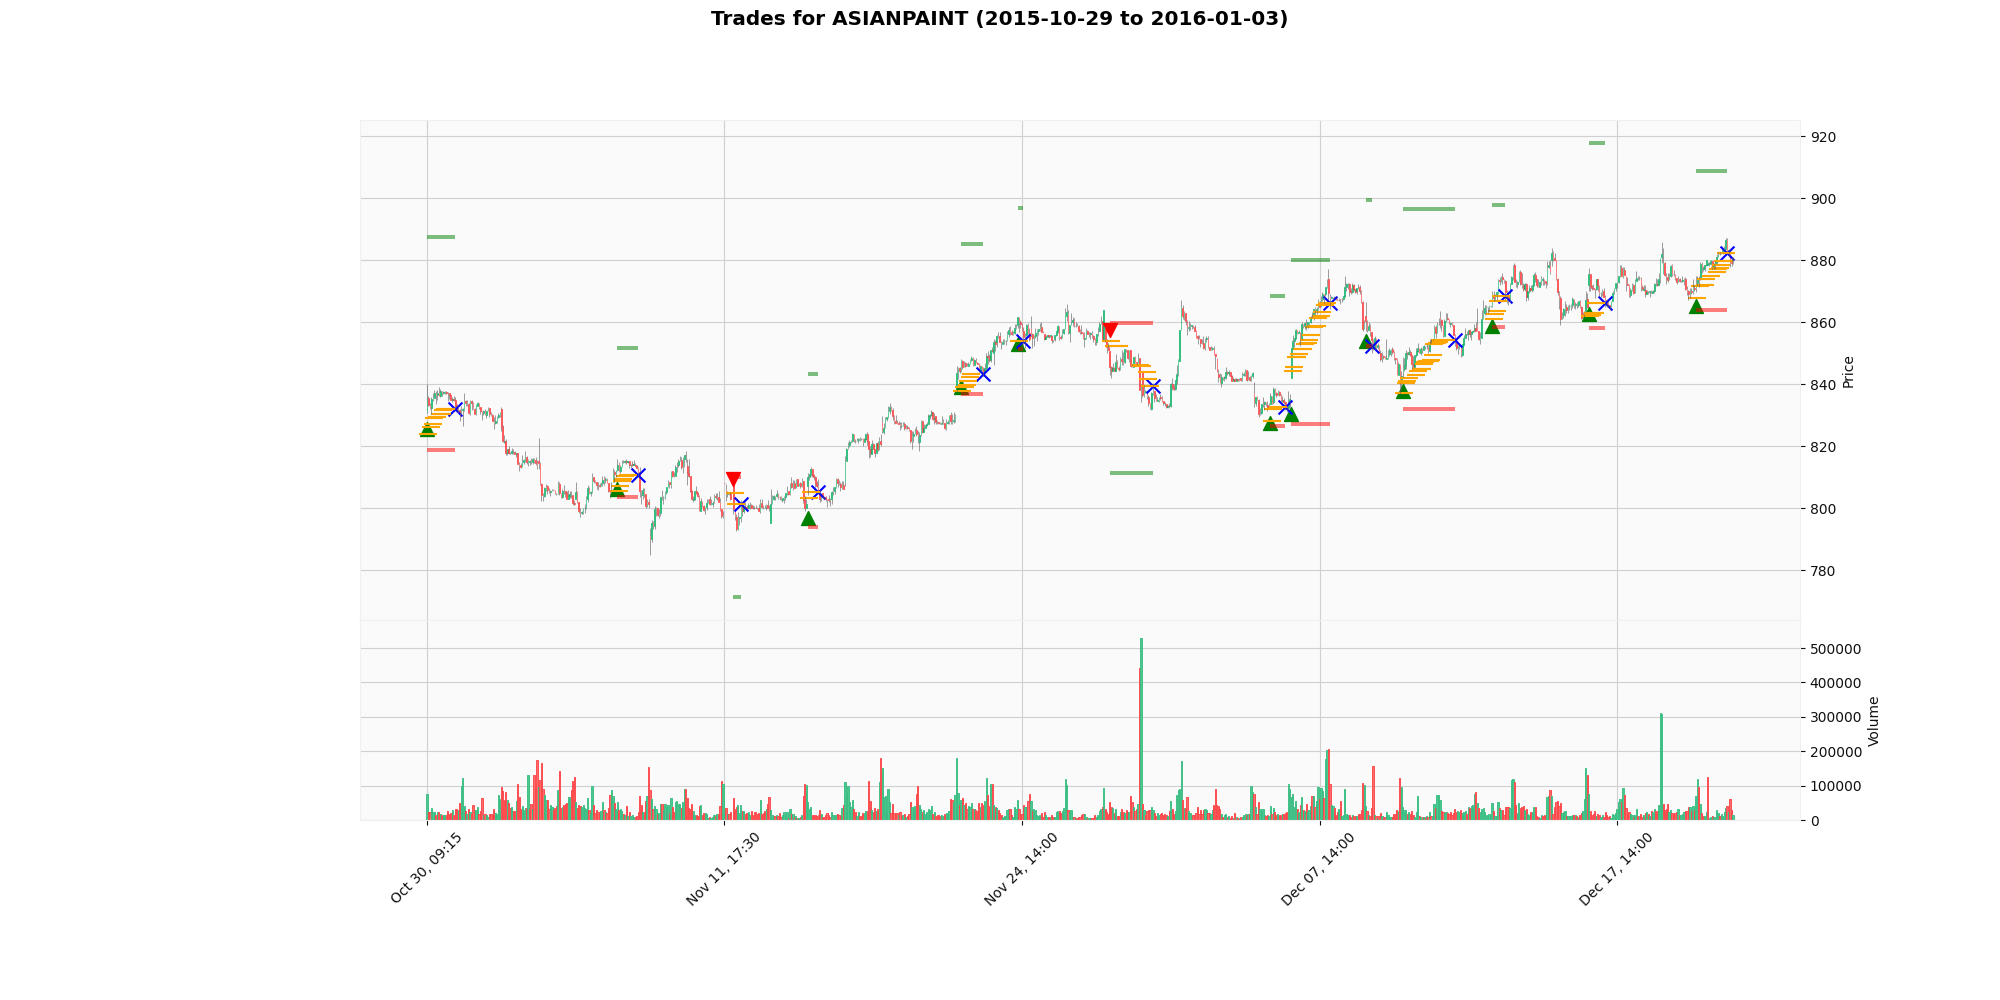 Trades for ASIANPAINT (2015-10-29 to 2016-01-03)
920
900
880
860
840
820
800
780
Price
500000
400000
300000
200000
100000
0
Volume
Oct 30, 09:15
Nov 11, 17:30
Nov 24, 14:00
Dec 07, 14:00
Dec 17, 14:00